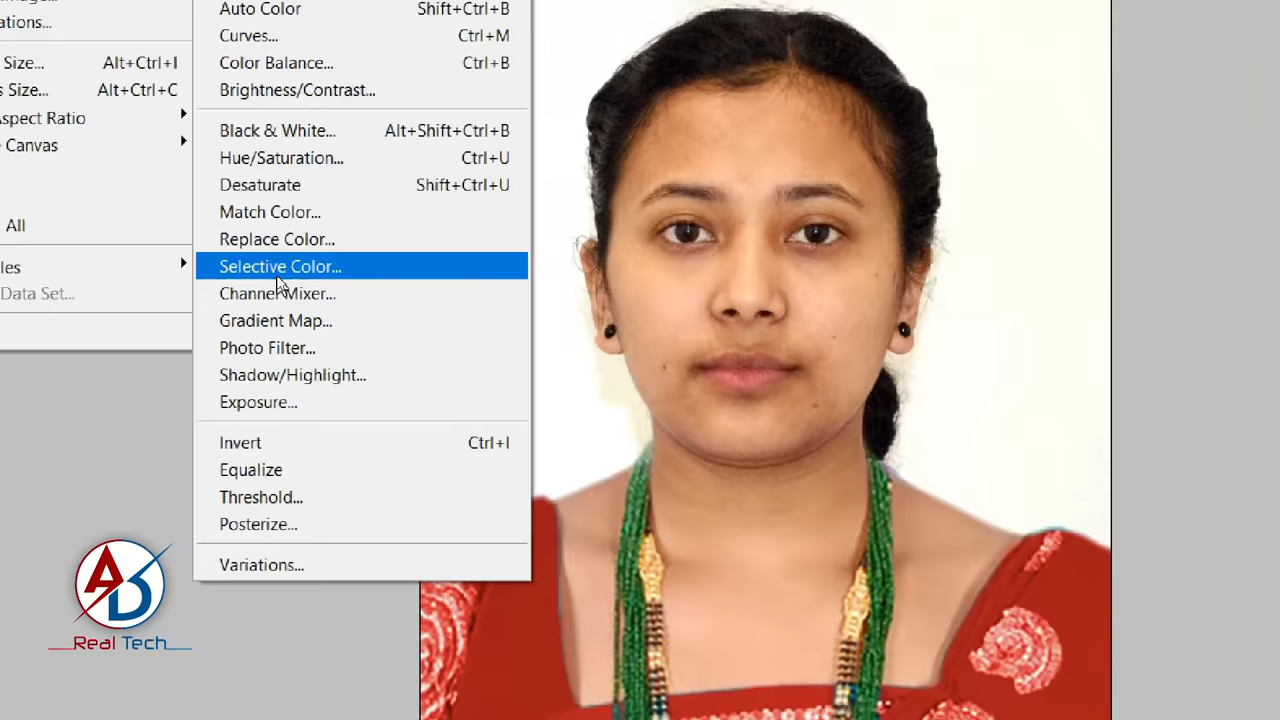 ations...
Size... Alt+Ctrl+I
s Size... Alt+Ctrl+C
Aspect Ratio
Canvas
All
les
Data Set...
Auto Color Shift+Ctrl+B
Curves... Ctrl+M
Color Balance... Ctrl+B
Brightness/Contrast...
Black & White... Alt+Shift+Ctrl+B
Hue/Saturation... Ctrl+U
Desaturate Shift+Ctrl+U
Match Color...
Replace Color...
Selective Color...
Channel Mixer...
Gradient Map...
Photo Filter...
Shadow/Highlight...
Exposure...
Invert Ctrl+I
Equalize
Threshold...
Posterize...
Variations...
AD
Real Tech